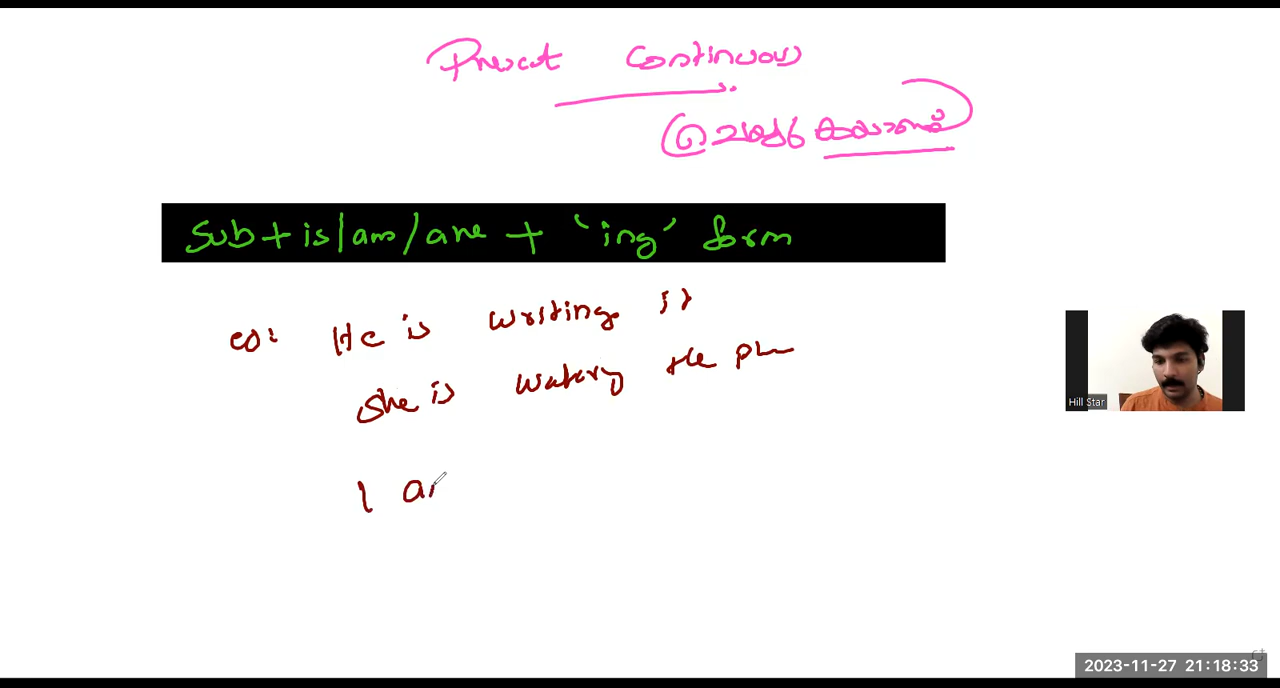 Present Continuous
Sub + is/am/are + 'ing' form
eg: He is writing it
She is watering the
I a
Hill Star
2023-11-27 21:18:33